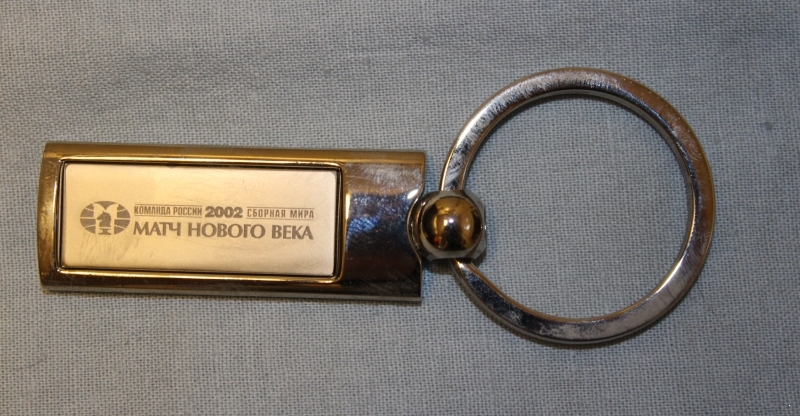 КОМАНДА РОССИИ 2002 СБОРНАЯ МИРА
МАТЧ НОВОГО ВЕКА